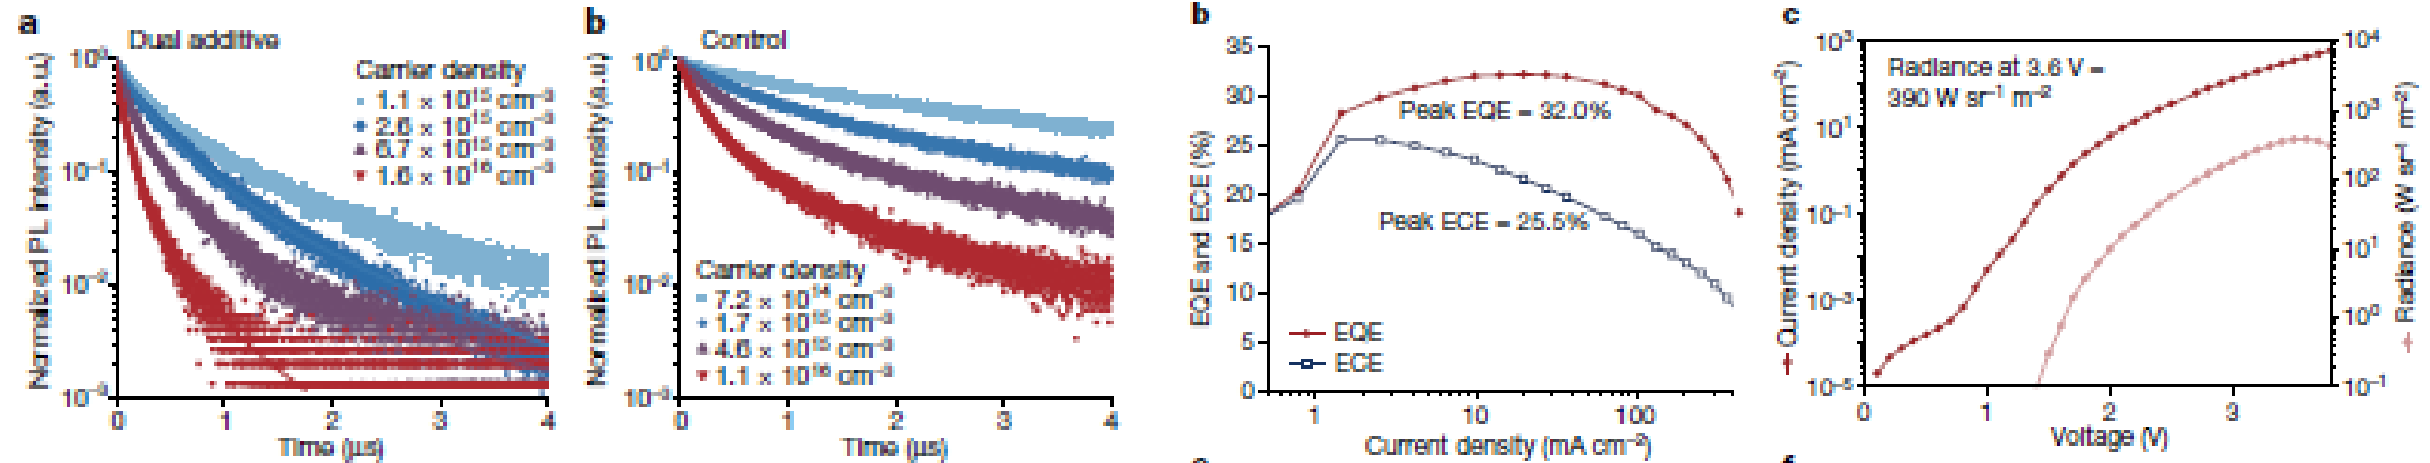 a
Dual additive
Normalized PL intensity (a.u)
10⁰
10⁻¹
10⁻²
10⁻³
Carrier density
1.1 × 10¹⁵ cm⁻³
2.6 × 10¹⁵ cm⁻³
6.7 × 10¹⁵ cm⁻³
1.6 × 10¹⁶ cm⁻³
0 1 2 3 4
Time (µs)
b
Control
Normalized PL intensity (a.u)
10⁰
10⁻¹
10⁻²
10⁻³
Carrier density
7.2 × 10¹⁴ cm⁻³
1.7 × 10¹⁵ cm⁻³
4.6 × 10¹⁵ cm⁻³
1.1 × 10¹⁶ cm⁻³
0 1 2 3 4
Time (µs)
b
EQE and ECE (%)
35
30
25
20
15
10
5
0
Peak EQE = 32.0%
Peak ECE = 25.5%
EQE
ECE
1 10 100
Current density (mA cm⁻²)
c
Current density (mA cm⁻²)
10³
10¹
10⁻¹
10⁻³
10⁻⁵
Radiance at 3.6 V =
390 W sr⁻¹ m⁻²
10⁴
10³
10²
10¹
10⁰
10⁻¹
Radiance (W sr⁻¹ m⁻²)
0 1 2 3
Voltage (V)
f